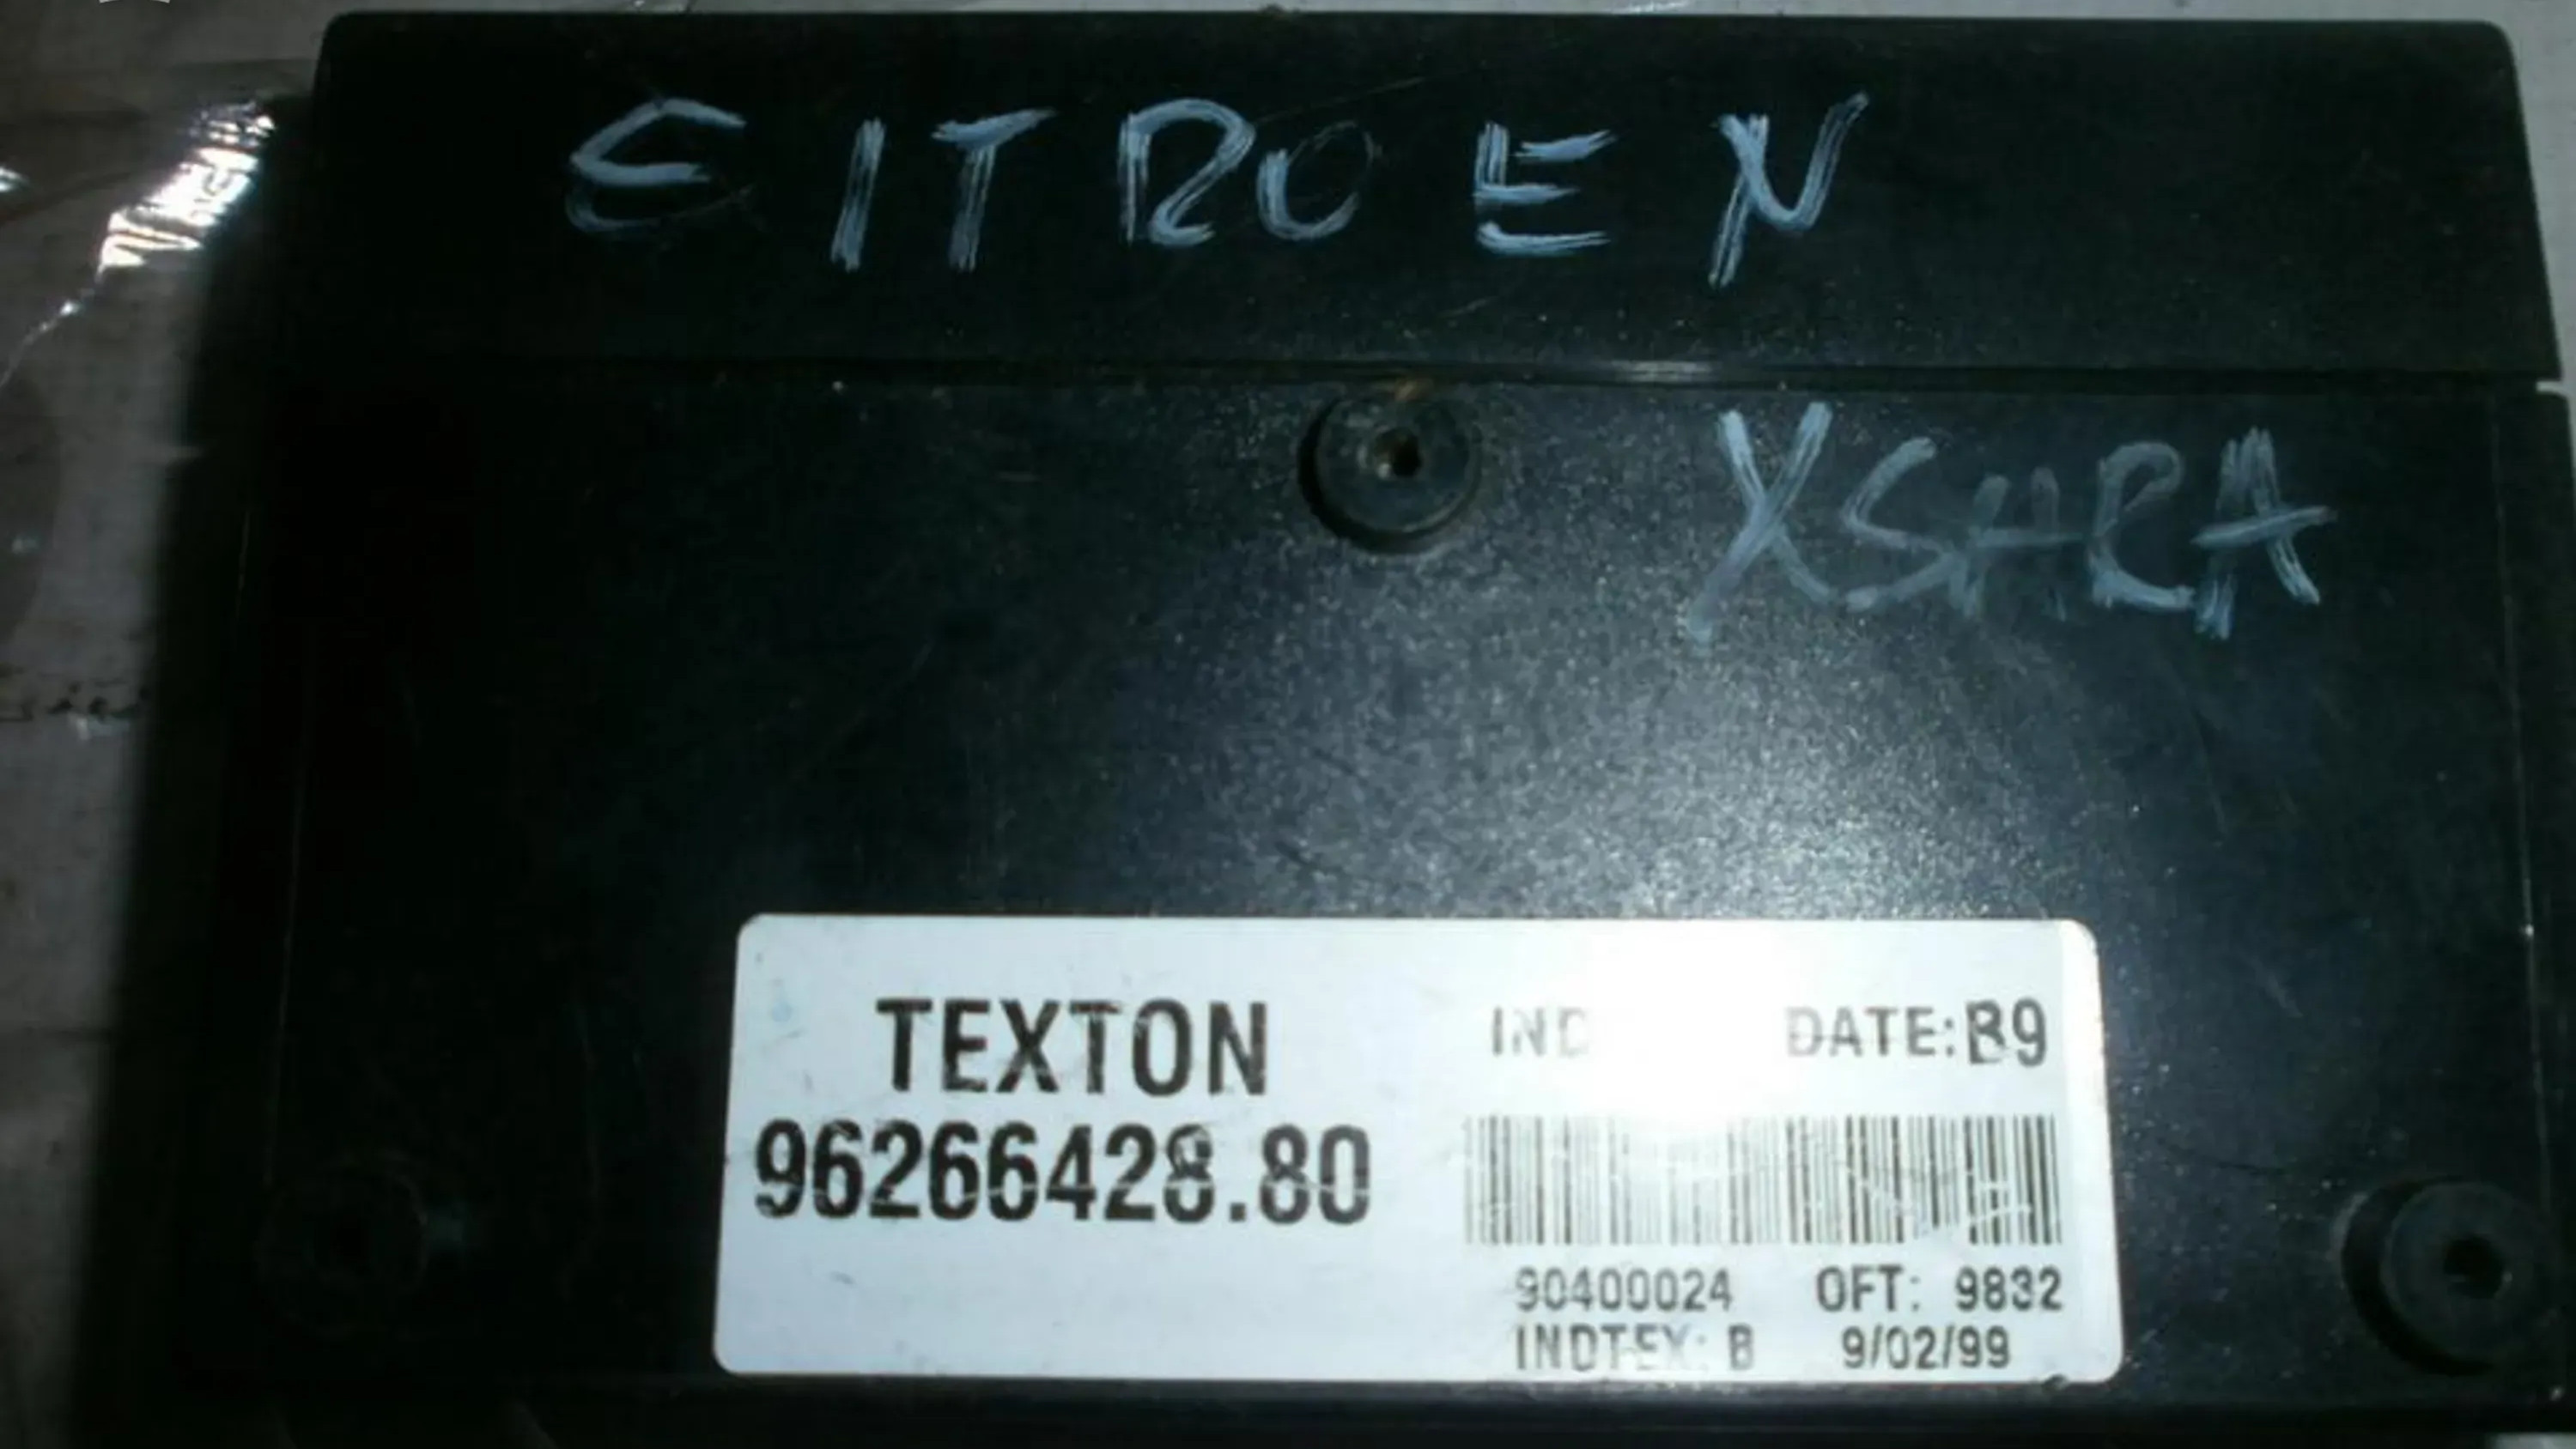 CITROEN
XSARA
TEXTON
96266428.80
IND DATE: B9
90400024 OFT: 9832
INDTEX: B 9/02/99